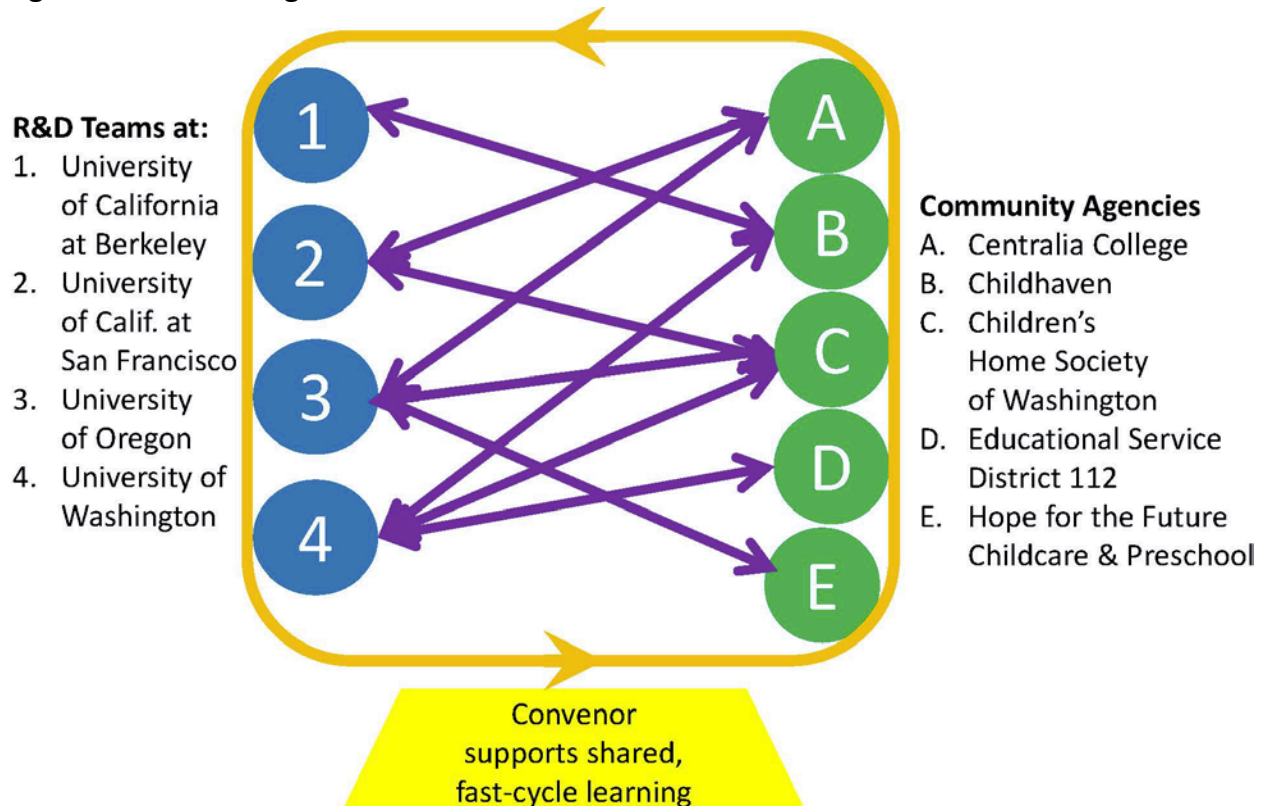 R&D Teams at:
1. University
of California
at Berkeley
2. University
of Calif. at
San Francisco
3. University
of Oregon
4. University of
Washington
1
2
3
4
A
B
C
D
E
Community Agencies
A. Centralia College
B. Childhaven
C. Children's
Home Society
of Washington
D. Educational Service
District 112
E. Hope for the Future
Childcare & Preschool
Convenor
supports shared,
fast-cycle learning